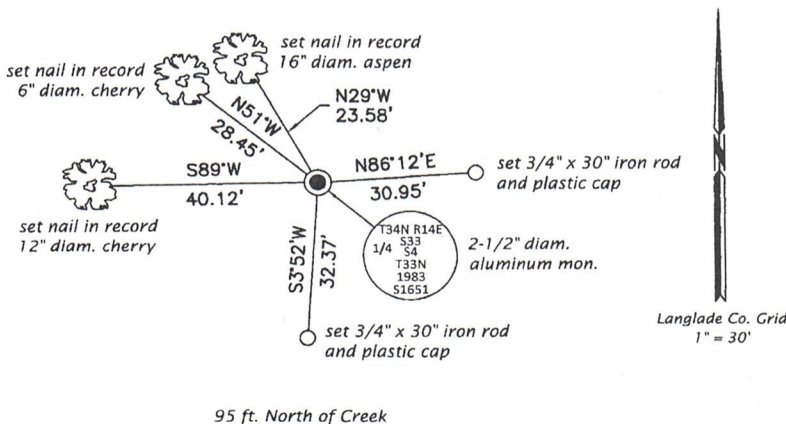 set nail in record
16" diam. aspen
set nail in record
6" diam. cherry
N29°W
23.58'
N51°W
28.45'
S89°W
40.12'
N86°12'E
30.95'
set 3/4" x 30" iron rod
and plastic cap
set nail in record
12" diam. cherry
S3°52'W
32.37'
T34N R14E
S33
1/4
S4
T33N
1983
S1651
2-1/2" diam.
aluminum mon.
set 3/4" x 30" iron rod
and plastic cap
N
Langlade Co. Grid
1" = 30'
95 ft. North of Creek